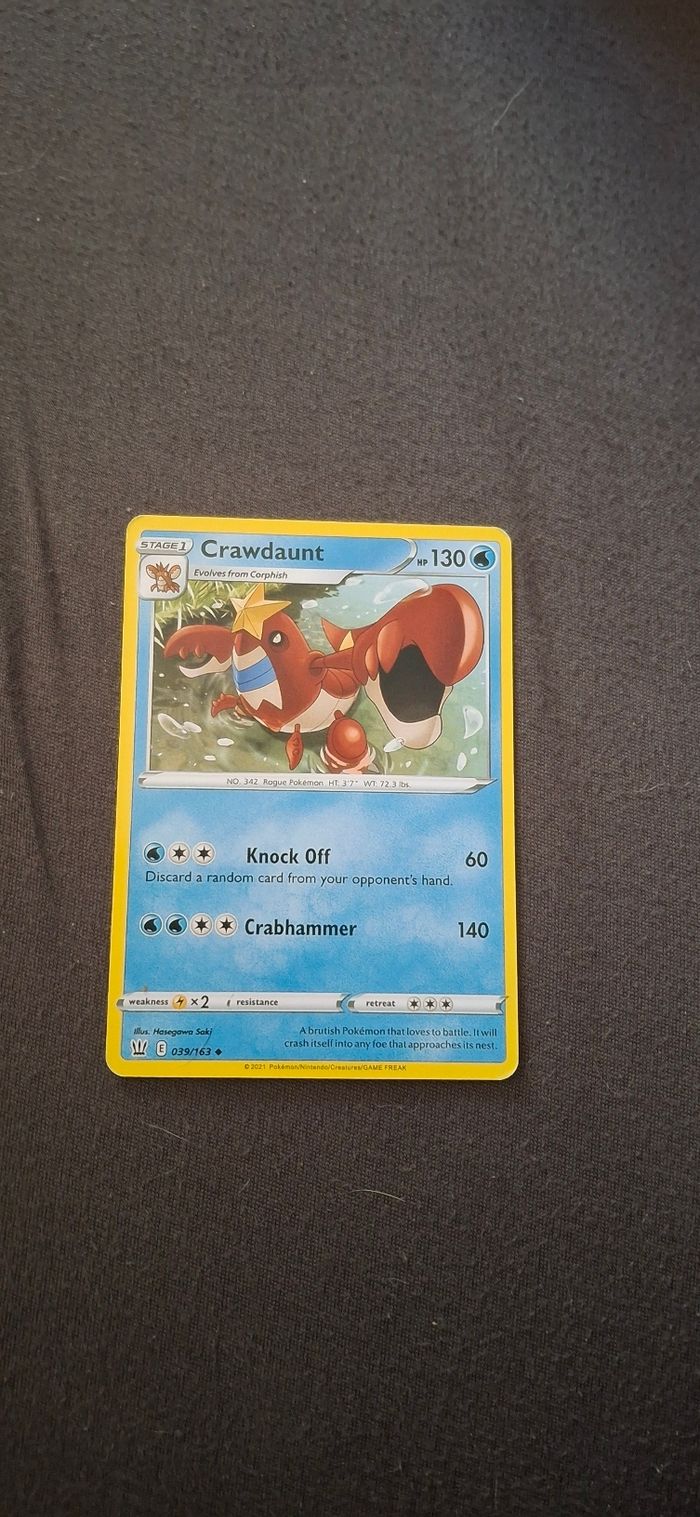 STAGE 1
Crawdaunt
HP 130
Evolves from Corphish
NO. 342 Rogue Pokémon HT: 3'7" WT: 72.3 lbs.
Knock Off 60
Discard a random card from your opponent's hand.
Crabhammer 140
weakness ×2 resistance retreat
Illus. Hasegawa Saki
A brutish Pokémon that loves to battle. It will
crash itself into any foe that approaches its nest.
E 039/163
©2021 Pokémon/Nintendo/Creatures/GAME FREAK